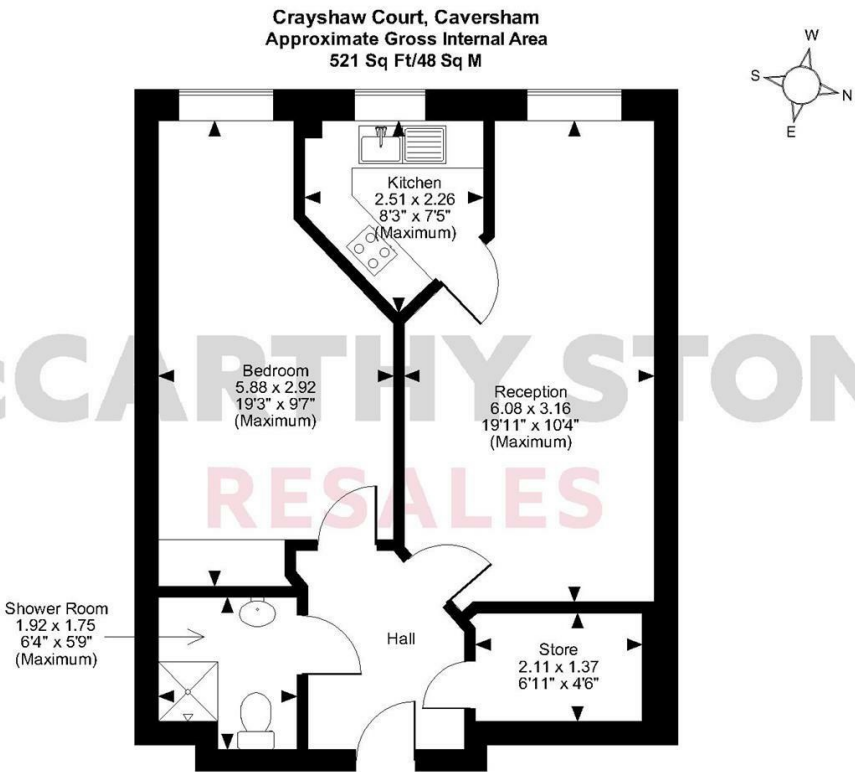 Crayshaw Court, Caversham
Approximate Gross Internal Area
521 Sq Ft/48 Sq M
W
S
N
E
Kitchen
2.51 x 2.26
8'3" x 7'5"
(Maximum)
Bedroom
5.88 x 2.92
19'3" x 9'7"
(Maximum)
Reception
6.08 x 3.16
19'11" x 10'4"
(Maximum)
cCARTHY STON
RESALES
Shower Room
1.92 x 1.75
6'4" x 5'9"
(Maximum)
Hall
Store
2.11 x 1.37
6'11" x 4'6"